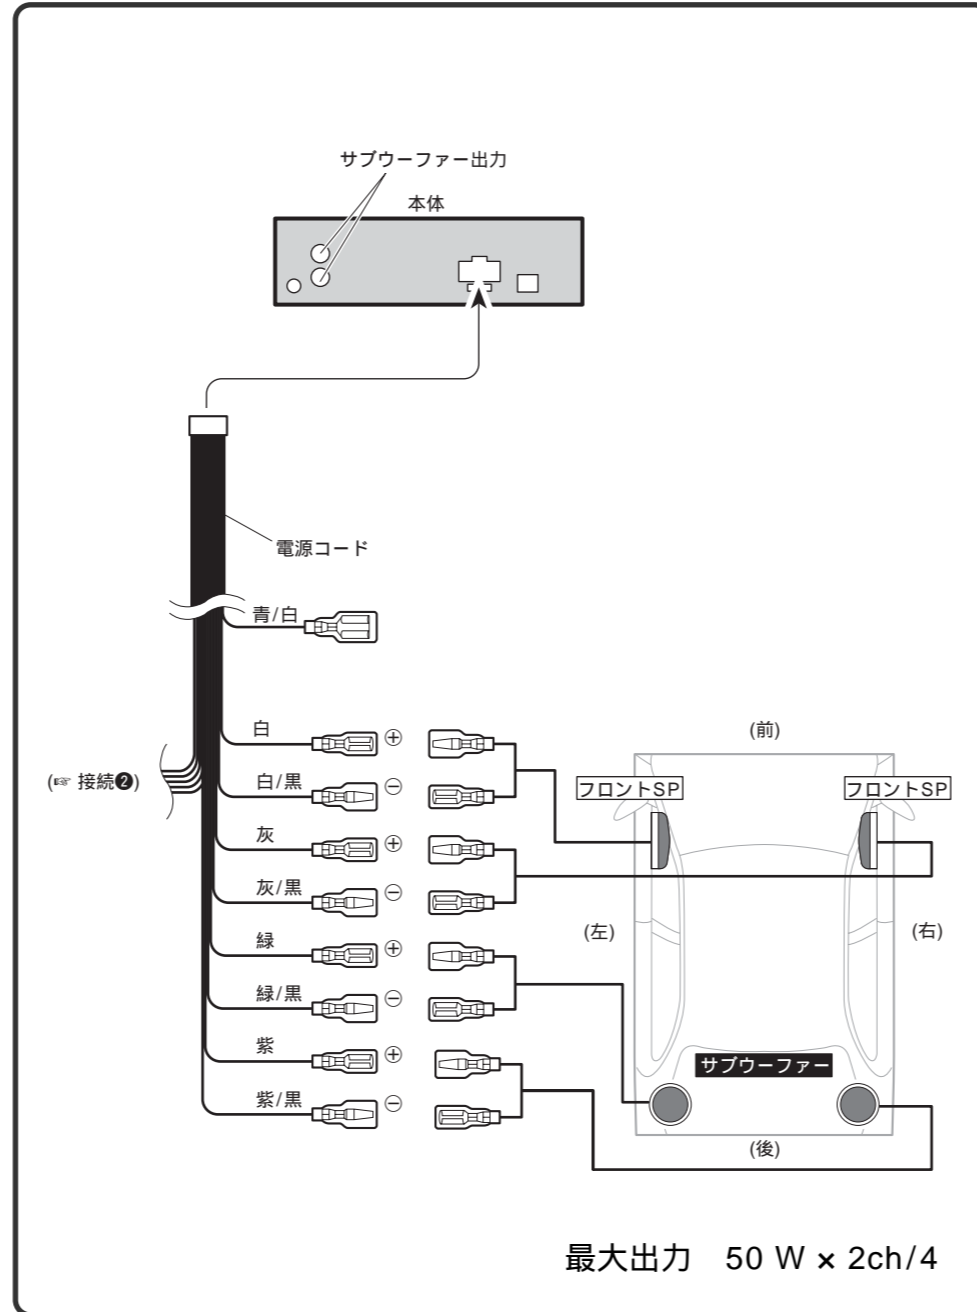 サブウーファー出力
本体
電源コード
青/白
白
⊕
白/黒
⊖
灰
⊕
灰/黒
⊖
緑
⊕
緑/黒
⊖
紫
⊕
紫/黒
⊖
(☞ 接続❷)
(前)
フロントSP
フロントSP
(左)
(右)
サブウーファー
(後)
最大出力 50 W × 2ch/4